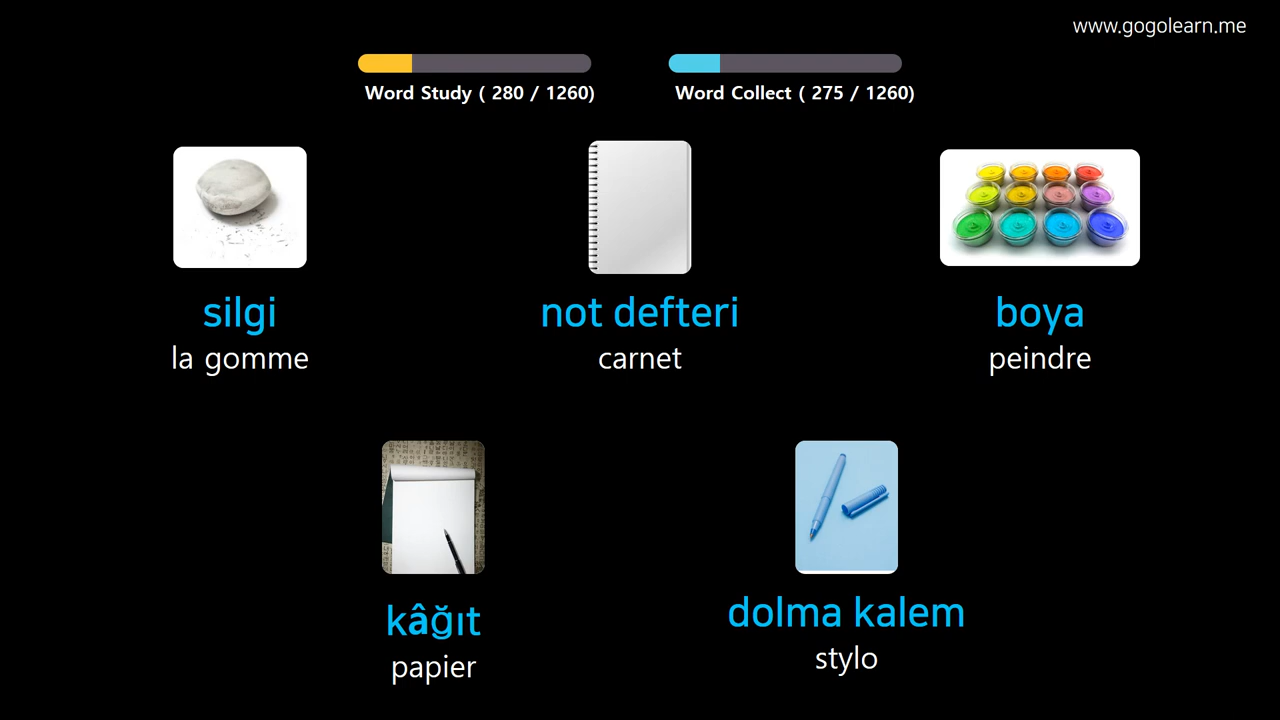 www.gogolearn.me
Word Study ( 280 / 1260)
Word Collect ( 275 / 1260)
silgi
la gomme
not defteri
carnet
boya
peindre
kâğıt
papier
dolma kalem
stylo